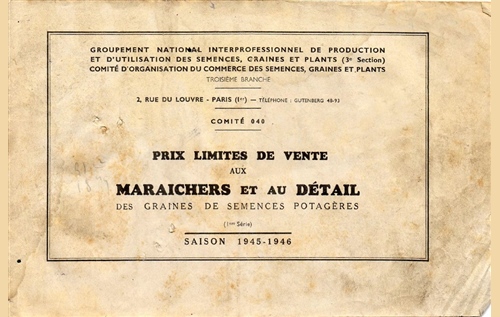 GROUPEMENT NATIONAL INTERPROFESSIONNEL DE PRODUCTION
ET D'UTILISATION DES SEMENCES, GRAINES ET PLANTS (3e Section)
COMITÉ D'ORGANISATION DU COMMERCE DES SEMENCES, GRAINES ET PLANTS
TROISIÈME BRANCHE
2, RUE DU LOUVRE - PARIS (Ier) — TÉLÉPHONE : GUTENBERG 48-93
COMITÉ 040
PRIX LIMITES DE VENTE
AUX
MARAICHERS ET AU DÉTAIL
DES GRAINES DE SEMENCES POTAGÈRES
(1re Série)
SAISON 1945-1946